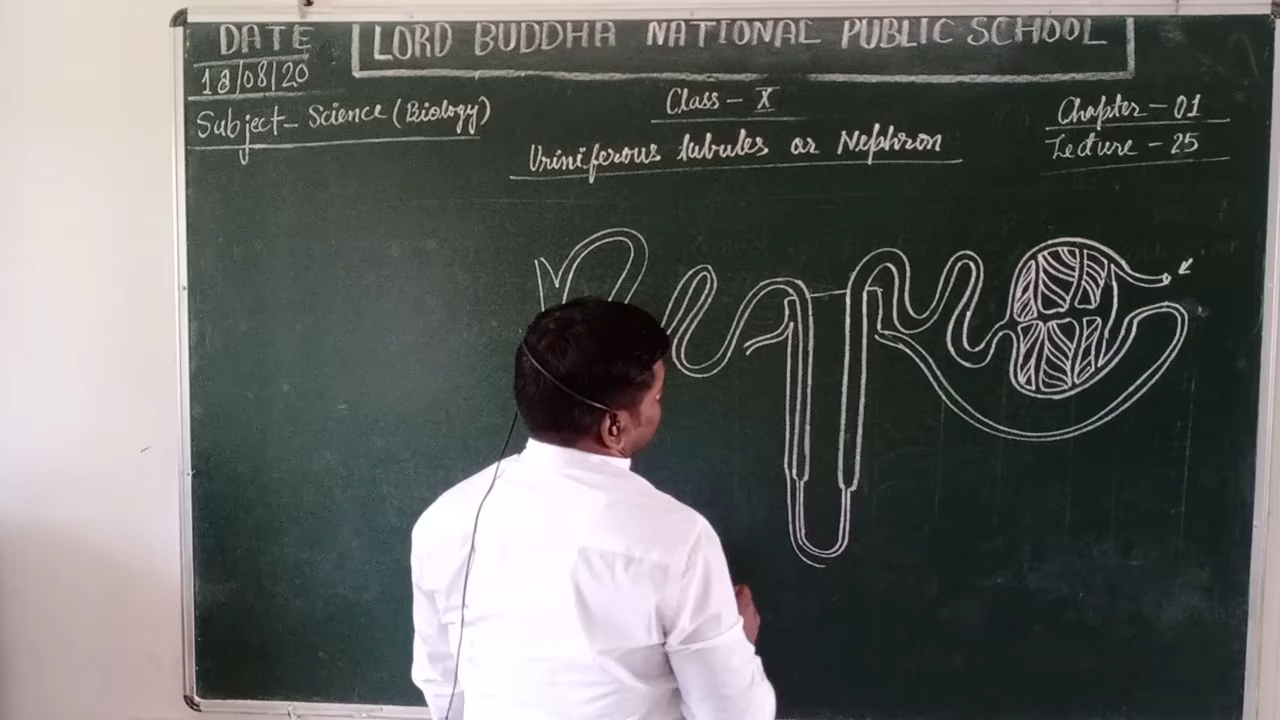 DATE
18/08/20
LORD BUDDHA NATIONAL PUBLIC SCHOOL
Subject - Science (Biology)
Class - X
Chapter - 01
Lecture - 25
Uriniferous tubules or Nephron